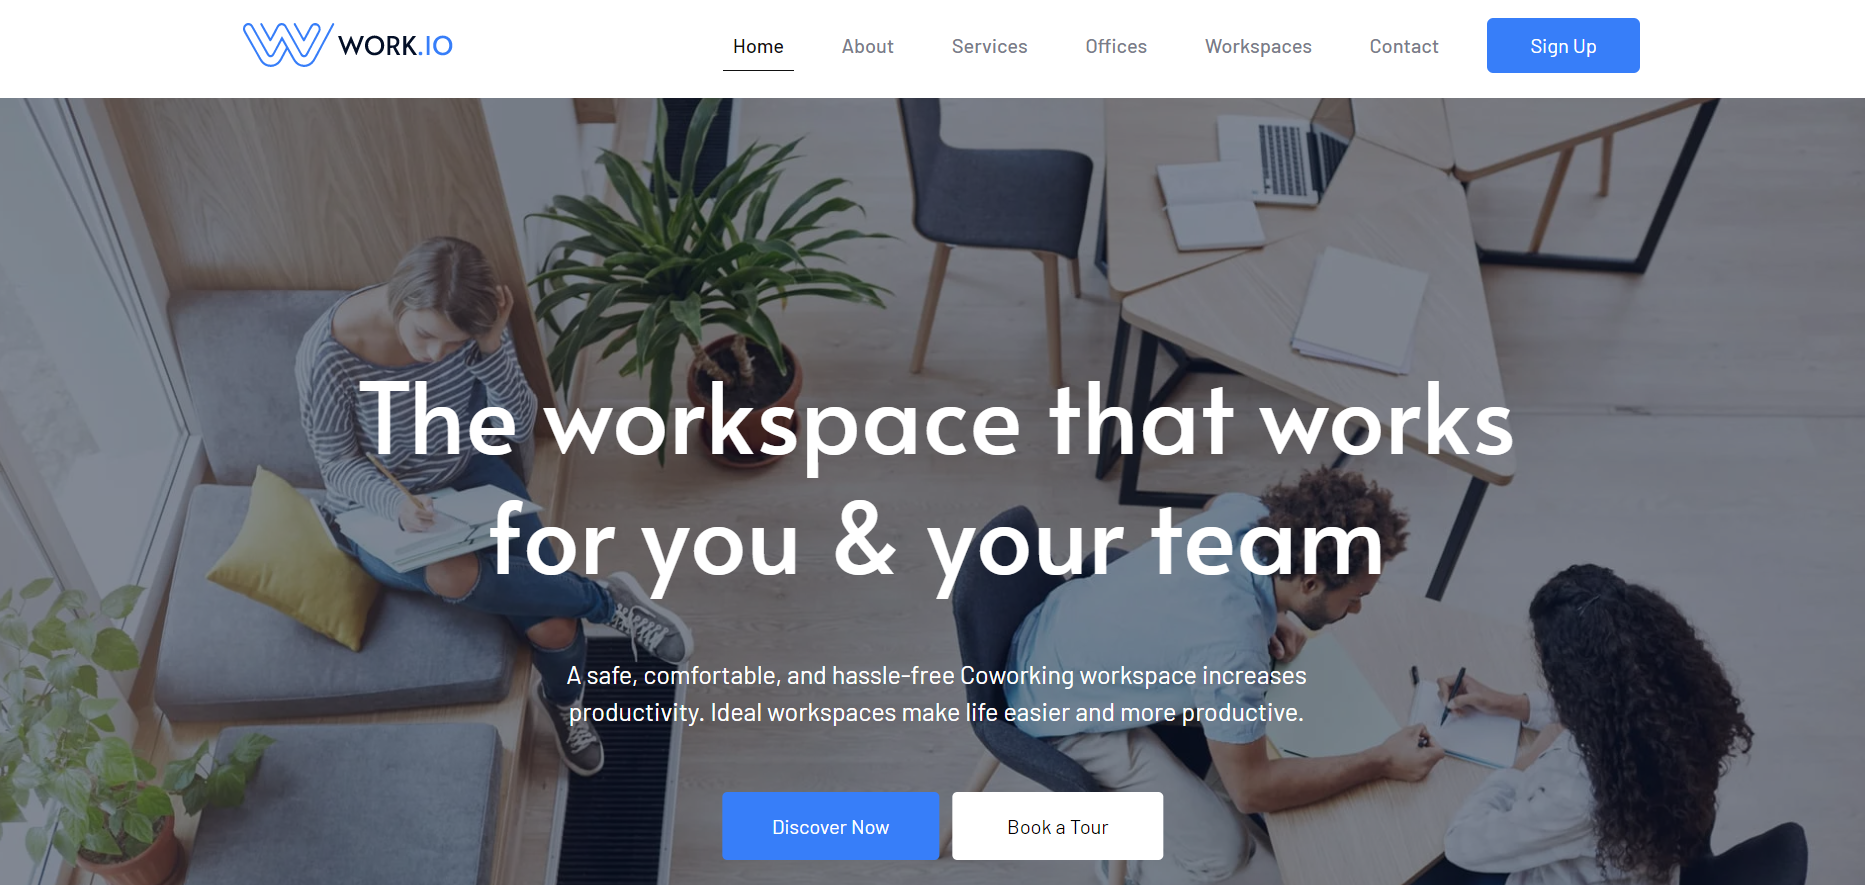 WORK.IO
Home
About
Services
Offices
Workspaces
Contact
Sign Up
The workspace that works
for you & your team
A safe, comfortable, and hassle-free Coworking workspace increases
productivity. Ideal workspaces make life easier and more productive.
Discover Now
Book a Tour